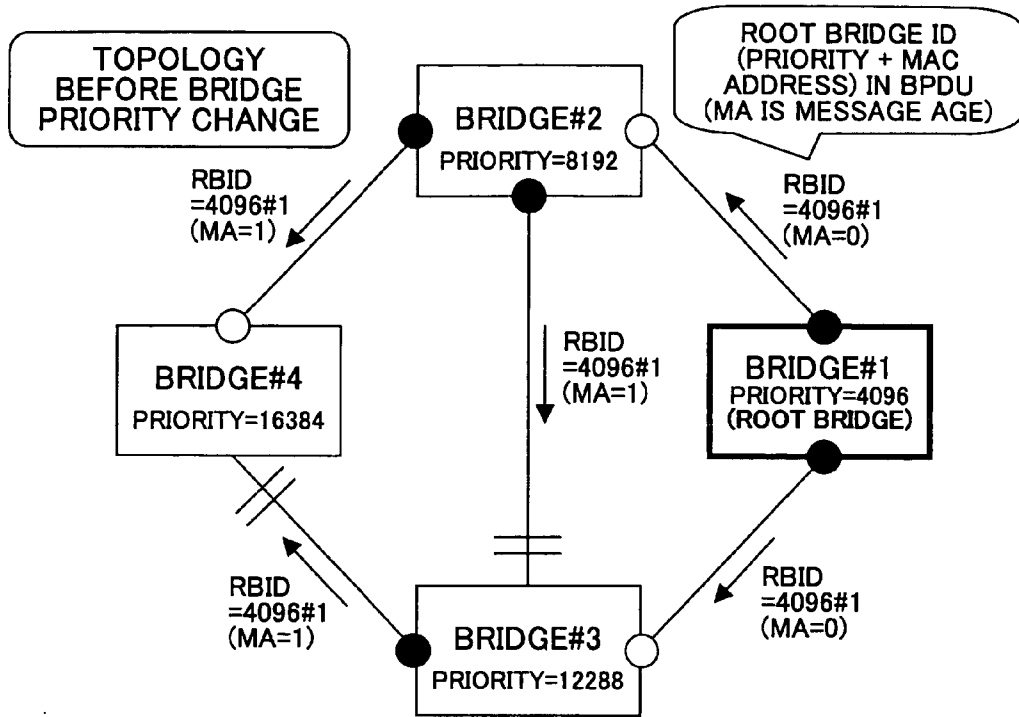 TOPOLOGY
BEFORE BRIDGE
PRIORITY CHANGE
ROOT BRIDGE ID
(PRIORITY + MAC
ADDRESS) IN BPDU
(MA IS MESSAGE AGE)
BRIDGE#2
PRIORITY=8192
RBID
=4096#1
(MA=1)
RBID
=4096#1
(MA=0)
RBID
=4096#1
(MA=1)
BRIDGE#4
PRIORITY=16384
BRIDGE#1
PRIORITY=4096
(ROOT BRIDGE)
RBID
=4096#1
(MA=1)
RBID
=4096#1
(MA=0)
BRIDGE#3
PRIORITY=12288